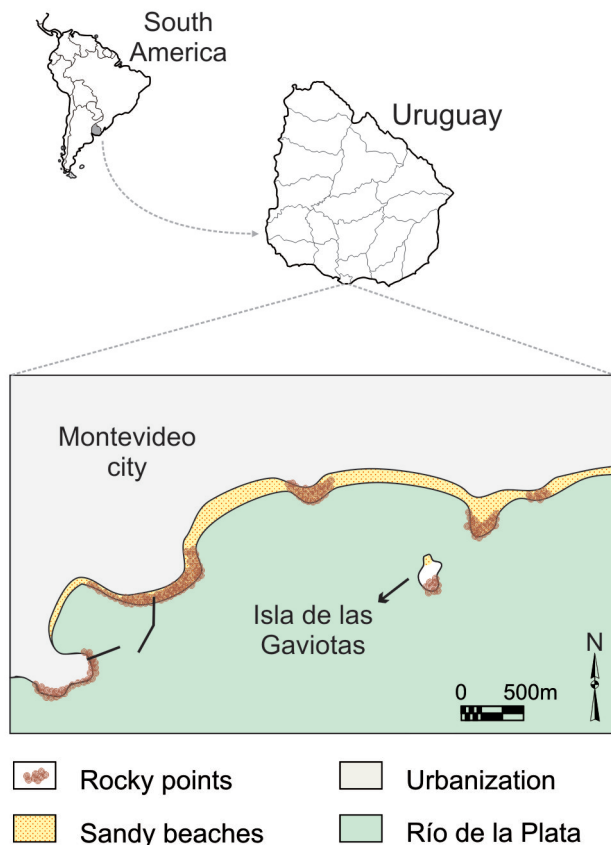 South
America
Uruguay
Montevideo
city
Isla de las
Gaviotas
N
0 500m
Rocky points
Urbanization
Sandy beaches
Río de la Plata